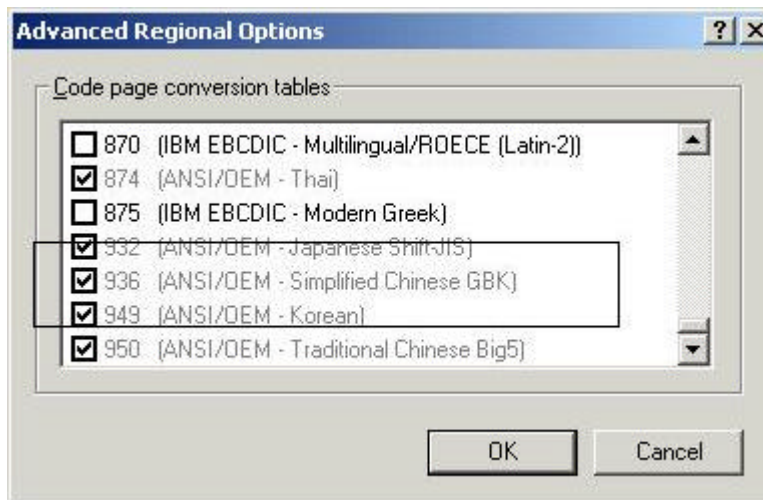 Advanced Regional Options
Code page conversion tables
870 (IBM EBCDIC - Multilingual/ROECE (Latin-2))
874 (ANSI/OEM - Thai)
875 (IBM EBCDIC - Modern Greek)
932 (ANSI/OEM - Japanese Shift-JIS)
936 (ANSI/OEM - Simplified Chinese GBK)
949 (ANSI/OEM - Korean)
950 (ANSI/OEM - Traditional Chinese Big5)
OK Cancel